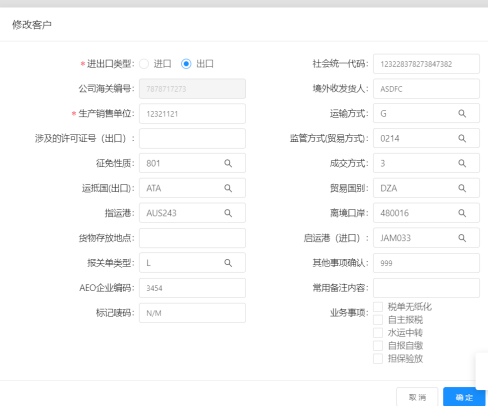 修改客户
* 进出口类型: 进口 出口
社会统一代码: 123228378273847382
公司海关编号: 7878717273
境外收发货人: ASDFC
* 生产销售单位: 12321121
运输方式: G
涉及的许可证号（出口）:
监管方式(贸易方式): 0214
征免性质: 801
成交方式: 3
运抵国(出口): ATA
贸易国别: DZA
指运港: AUS243
离境口岸: 480016
货物存放地点:
启运港（进口）: JAM033
报关单类型: L
其他事项确认: 999
AEO企业编码: 3454
常用备注内容:
标记唛码: N/M
业务事项: 税单无纸化
自主报税
水运中转
自报自缴
担保验放
取 消
确 定